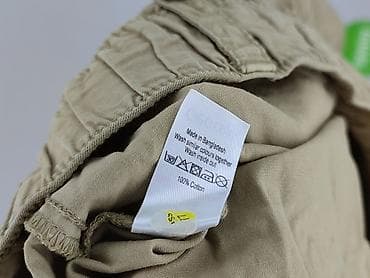 Made in Bangladesh
Wash similar colours together
Wash inside out
100% Cotton